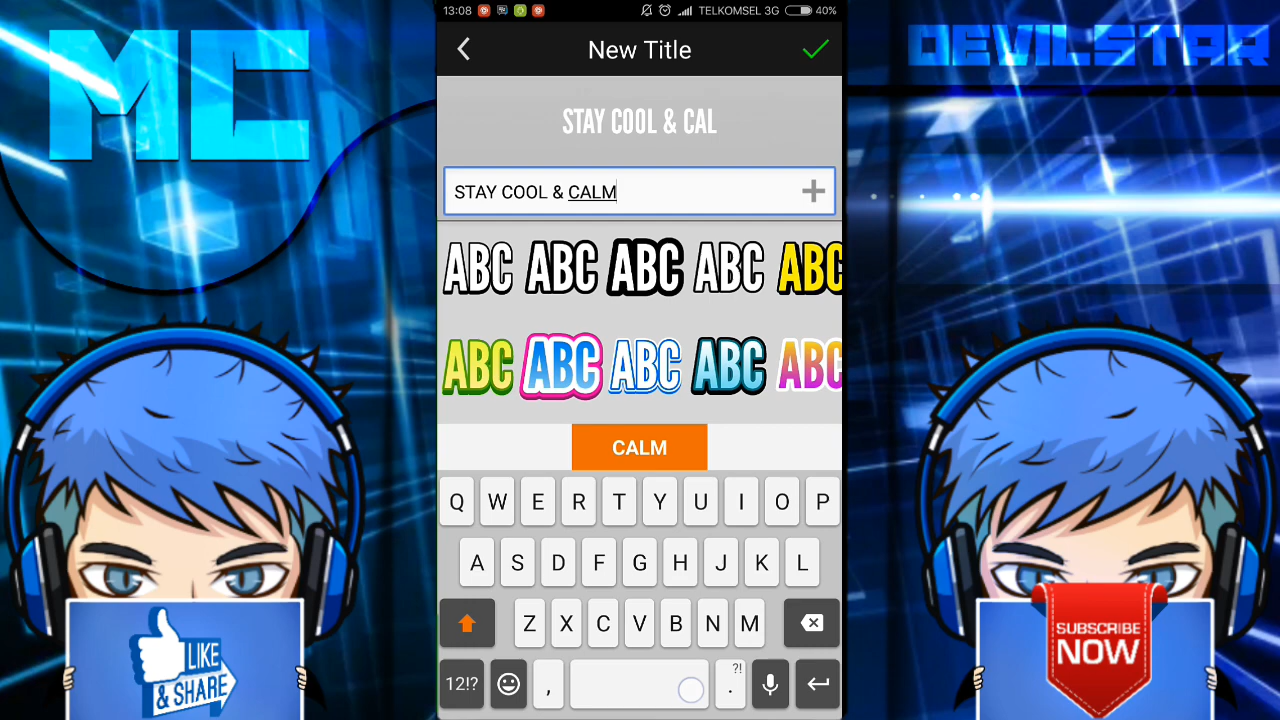 MC
DEVILSTAR
13:08 TELKOMSEL 3G 40%
New Title
STAY COOL & CAL
STAY COOL & CALM
ABC ABC ABC ABC ABC
ABC ABC ABC ABC ABC
CALM
Q W E R T Y U I O P
A S D F G H J K L
Z X C V B N M
12!? , . ?!
LIKE
& SHARE
SUBSCRIBE
NOW